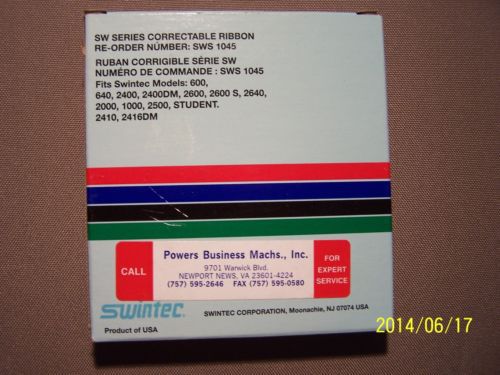 SW SERIES CORRECTABLE RIBBON
RE-ORDER NUMBER: SWS 1045
RUBAN CORRIGIBLE SÉRIE SW
NUMÉRO DE COMMANDE : SWS 1045
Fits Swintec Models: 600,
640, 2400, 2400DM, 2600, 2600 S, 2640,
2000, 1000, 2500, STUDENT.
2410, 2416DM
CALL
Powers Business Machs., Inc.
9701 Warwick Blvd.
NEWPORT NEWS, VA 23601-4224
(757) 595-2646 FAX (757) 595-0580
FOR
EXPERT
SERVICE
swintec
SWINTEC CORPORATION, Moonachie, NJ 07074 USA
Product of USA
2014/06/17